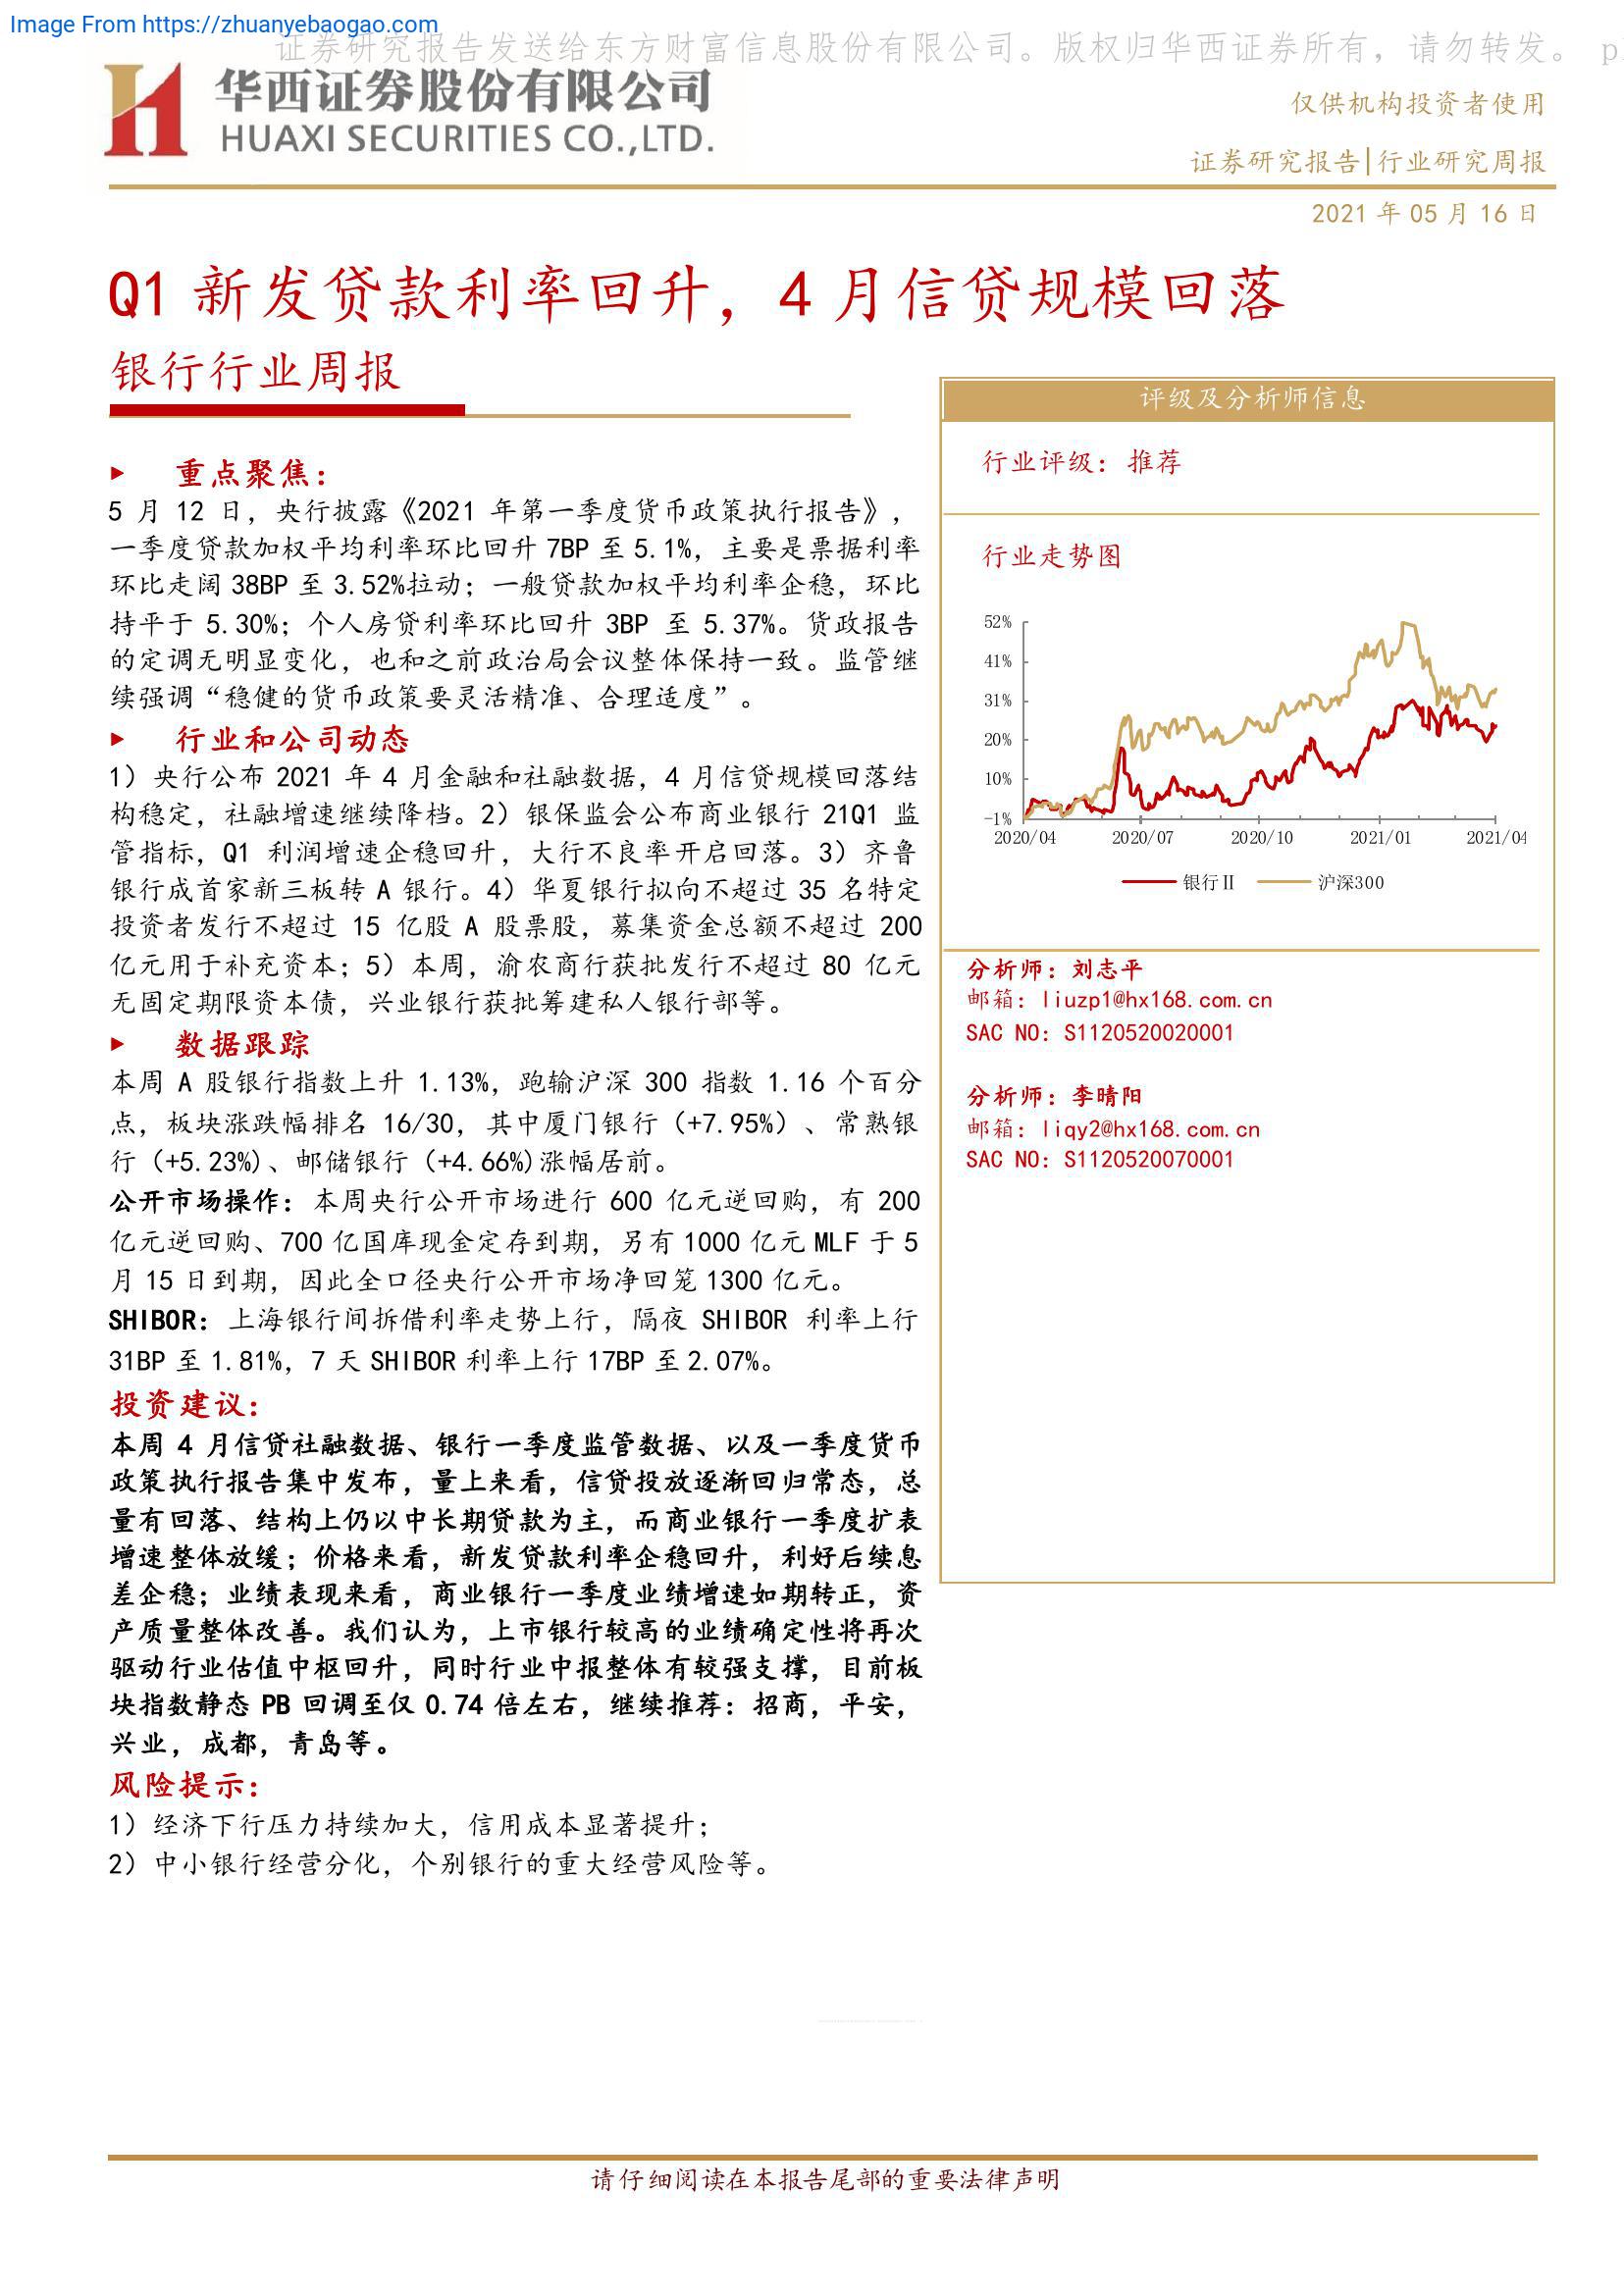 Image From https://zhuanyebaogao.com
证券研究报告发送给东方财富信息股份有限公司。版权归华西证券所有，请勿转发。 p
华西证券股份有限公司
HUAXI SECURITIES CO.,LTD.
仅供机构投资者使用
证券研究报告|行业研究周报
2021 年 05 月 16 日
Q1 新发贷款利率回升，4 月信贷规模回落
银行行业周报
重点聚焦：
5 月 12 日，央行披露《2021 年第一季度货币政策执行报告》，
一季度贷款加权平均利率环比回升 7BP 至 5.1%，主要是票据利率
环比走阔 38BP 至 3.52%拉动；一般贷款加权平均利率企稳，环比
持平于 5.30%；个人房贷利率环比回升 3BP 至 5.37%。货政报告
的定调无明显变化，也和之前政治局会议整体保持一致。监管继
续强调“稳健的货币政策要灵活精准、合理适度”。
行业和公司动态
1）央行公布 2021 年 4 月金融和社融数据，4 月信贷规模回落结
构稳定，社融增速继续降档。2）银保监会公布商业银行 21Q1 监
管指标，Q1 利润增速企稳回升，大行不良率开启回落。3）齐鲁
银行成首家新三板转 A 银行。4）华夏银行拟向不超过 35 名特定
投资者发行不超过 15 亿股 A 股票股，募集资金总额不超过 200
亿元用于补充资本；5）本周，渝农商行获批发行不超过 80 亿元
无固定期限资本债，兴业银行获批筹建私人银行部等。
数据跟踪
本周 A 股银行指数上升 1.13%，跑输沪深 300 指数 1.16 个百分
点，板块涨跌幅排名 16/30，其中厦门银行（+7.95%）、常熟银
行（+5.23%)、邮储银行（+4.66%)涨幅居前。
公开市场操作：本周央行公开市场进行 600 亿元逆回购，有 200
亿元逆回购、700 亿国库现金定存到期，另有 1000 亿元 MLF 于 5
月 15 日到期，因此全口径央行公开市场净回笼 1300 亿元。
SHIBOR：上海银行间拆借利率走势上行，隔夜 SHIBOR 利率上行
31BP 至 1.81%，7 天 SHIBOR 利率上行 17BP 至 2.07%。
投资建议：
本周 4 月信贷社融数据、银行一季度监管数据、以及一季度货币
政策执行报告集中发布，量上来看，信贷投放逐渐回归常态，总
量有回落、结构上仍以中长期贷款为主，而商业银行一季度扩表
增速整体放缓；价格来看，新发贷款利率企稳回升，利好后续息
差企稳；业绩表现来看，商业银行一季度业绩增速如期转正，资
产质量整体改善。我们认为，上市银行较高的业绩确定性将再次
驱动行业估值中枢回升，同时行业中报整体有较强支撑，目前板
块指数静态 PB 回调至仅 0.74 倍左右，继续推荐：招商，平安，
兴业，成都，青岛等。
风险提示：
1）经济下行压力持续加大，信用成本显著提升；
2）中小银行经营分化，个别银行的重大经营风险等。
评级及分析师信息
行业评级：推荐
行业走势图
52%
41%
31%
20%
10%
-1%
2020/04 2020/07 2020/10 2021/01 2021/04
银行Ⅱ 沪深300
分析师：刘志平
邮箱：liuzp1@hx168.com.cn
SAC NO：S1120520020001
分析师：李晴阳
邮箱：liqy2@hx168.com.cn
SAC NO：S1120520070001
请仔细阅读在本报告尾部的重要法律声明